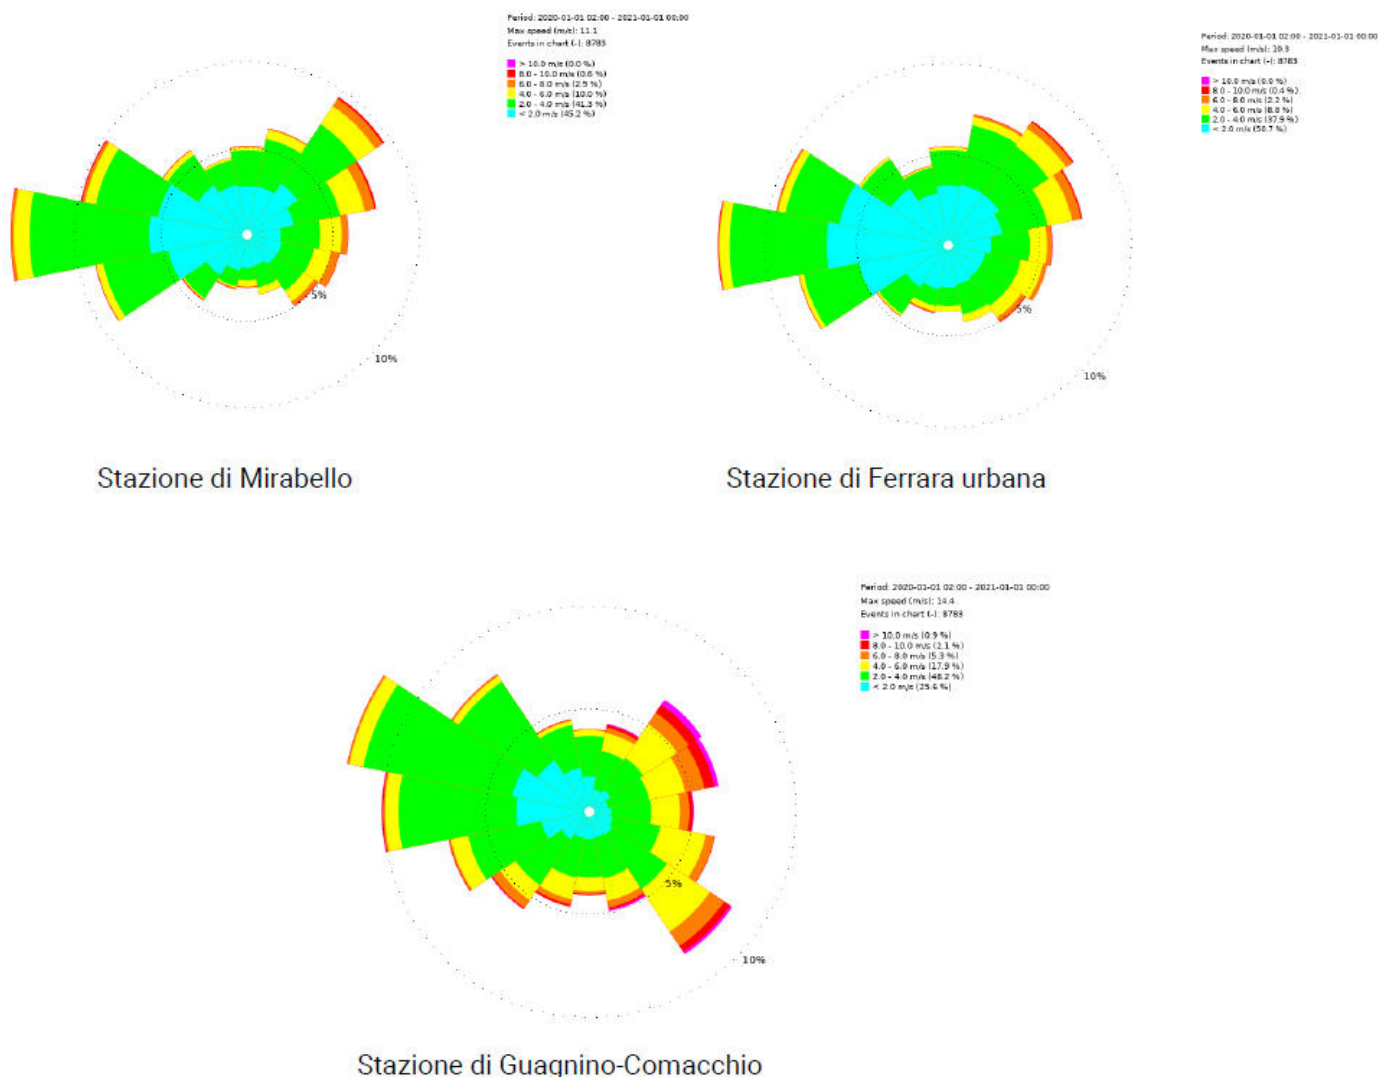 Period: 2020-01-01 02:00 - 2021-01-01 00:00
Max speed (m/s): 11.1
Events in chart (-): 8783
> 10.0 m/s (0.0 %)
8.0 - 10.0 m/s (0.6 %)
6.0 - 8.0 m/s (2.9 %)
4.0 - 6.0 m/s (10.0 %)
2.0 - 4.0 m/s (41.3 %)
< 2.0 m/s (45.2 %)
5%
10%
Stazione di Mirabello
Period: 2020-01-01 02:00 - 2021-01-01 00:00
Max speed (m/s):
Events in chart (-): 8783
> 10.0 m/s (0.0 %)
8.0 - 10.0 m/s (0.4 %)
6.0 - 8.0 m/s (2.2 %)
4.0 - 6.0 m/s (8.8 %)
2.0 - 4.0 m/s (37.9 %)
< 2.0 m/s (50.7 %)
5%
10%
Stazione di Ferrara urbana
Period: 2020-01-01 02:00 - 2021-01-01 00:00
Max speed (m/s): 14.4
Events in chart (-): 8783
> 10.0 m/s (0.9 %)
8.0 - 10.0 m/s (2.1 %)
6.0 - 8.0 m/s (5.3 %)
4.0 - 6.0 m/s (17.9 %)
2.0 - 4.0 m/s (48.2 %)
< 2.0 m/s (25.6 %)
5%
10%
Stazione di Guagnino-Comacchio